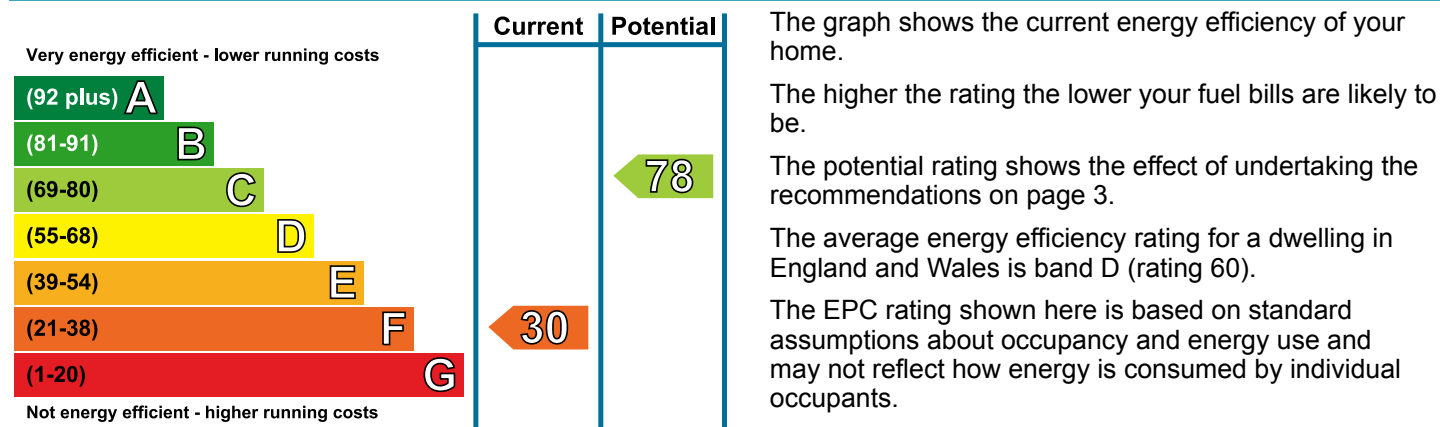 Current Potential
Very energy efficient - lower running costs
(92 plus) A
(81-91) B
(69-80) C
78
(55-68) D
(39-54) E
(21-38) F
30
(1-20) G
Not energy efficient - higher running costs
The graph shows the current energy efficiency of your
home.
The higher the rating the lower your fuel bills are likely to
be.
The potential rating shows the effect of undertaking the
recommendations on page 3.
The average energy efficiency rating for a dwelling in
England and Wales is band D (rating 60).
The EPC rating shown here is based on standard
assumptions about occupancy and energy use and
may not reflect how energy is consumed by individual
occupants.